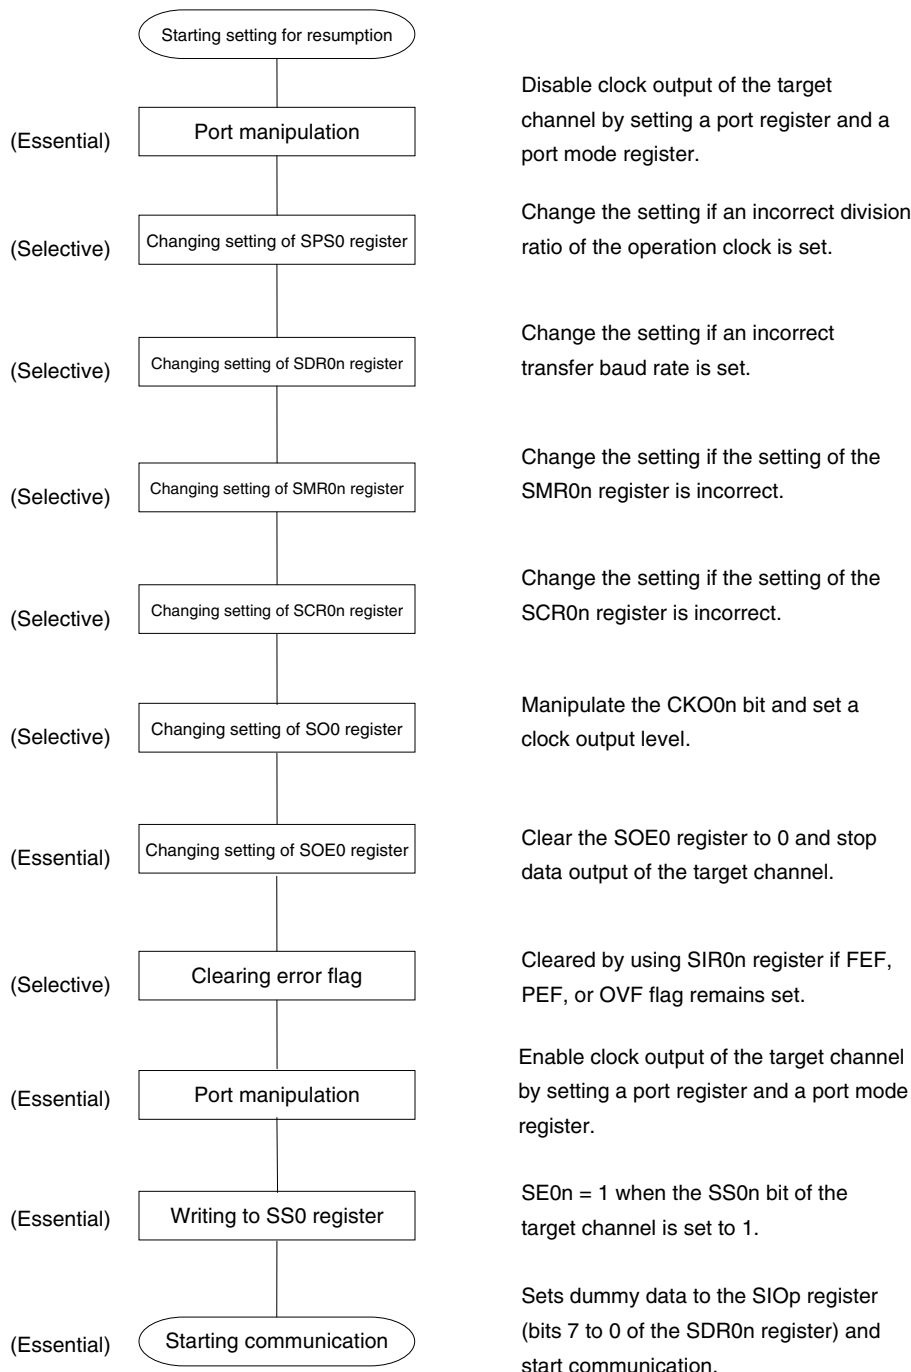 Starting setting for resumption
Disable clock output of the target
channel by setting a port register and a
port mode register.
(Essential)
Port manipulation
Change the setting if an incorrect division
ratio of the operation clock is set.
(Selective)
Changing setting of SPS0 register
Change the setting if an incorrect
transfer baud rate is set.
(Selective)
Changing setting of SDR0n register
Change the setting if the setting of the
SMR0n register is incorrect.
(Selective)
Changing setting of SMR0n register
Change the setting if the setting of the
SCR0n register is incorrect.
(Selective)
Changing setting of SCR0n register
Manipulate the CKO0n bit and set a
clock output level.
(Selective)
Changing setting of SO0 register
Clear the SOE0 register to 0 and stop
data output of the target channel.
(Essential)
Changing setting of SOE0 register
Cleared by using SIR0n register if FEF,
PEF, or OVF flag remains set.
(Selective)
Clearing error flag
Enable clock output of the target channel
by setting a port register and a port mode
register.
(Essential)
Port manipulation
SE0n = 1 when the SS0n bit of the
target channel is set to 1.
(Essential)
Writing to SS0 register
Sets dummy data to the SIOp register
(bits 7 to 0 of the SDR0n register) and
start communication.
(Essential)
Starting communication